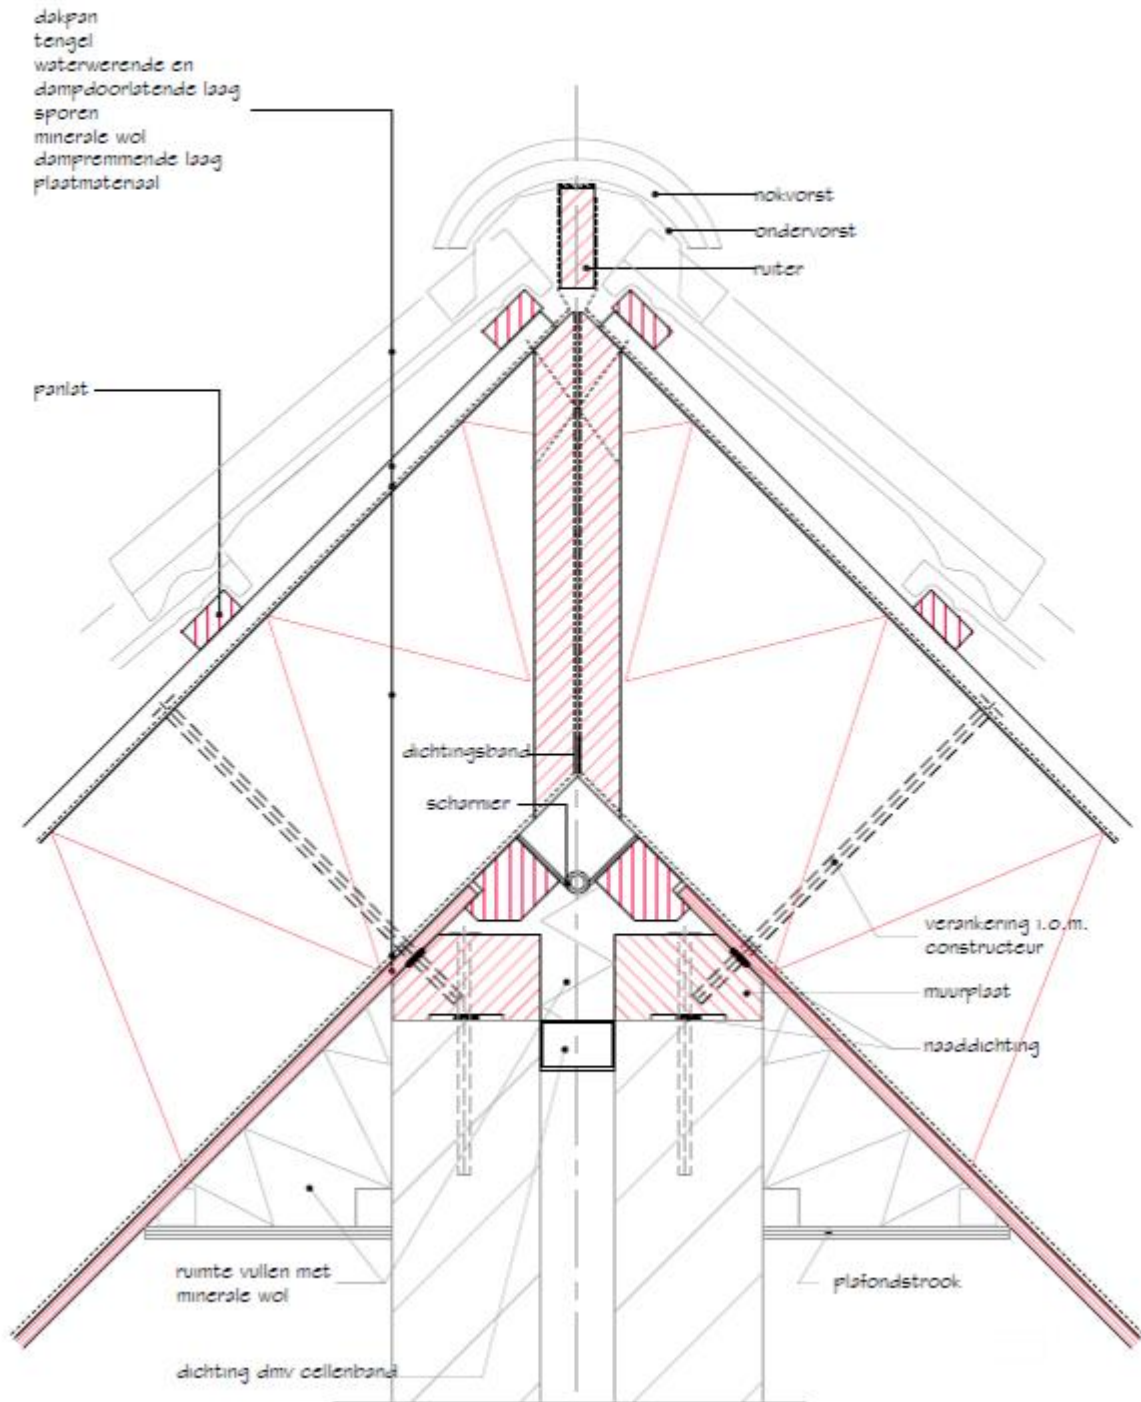 dakpan
tengel
waterwerende en
dampdoorlatende laag
sporen
minerale wol
dampremmende laag
plaatmateriaal
nokvorst
ondervorst
ruiter
panlat
dichtingsband
scharnier
verankering i.o.m.
constructeur
muurplaat
naaddichting
ruimte vullen met
minerale wol
plafondstrook
dichting dmv cellenband